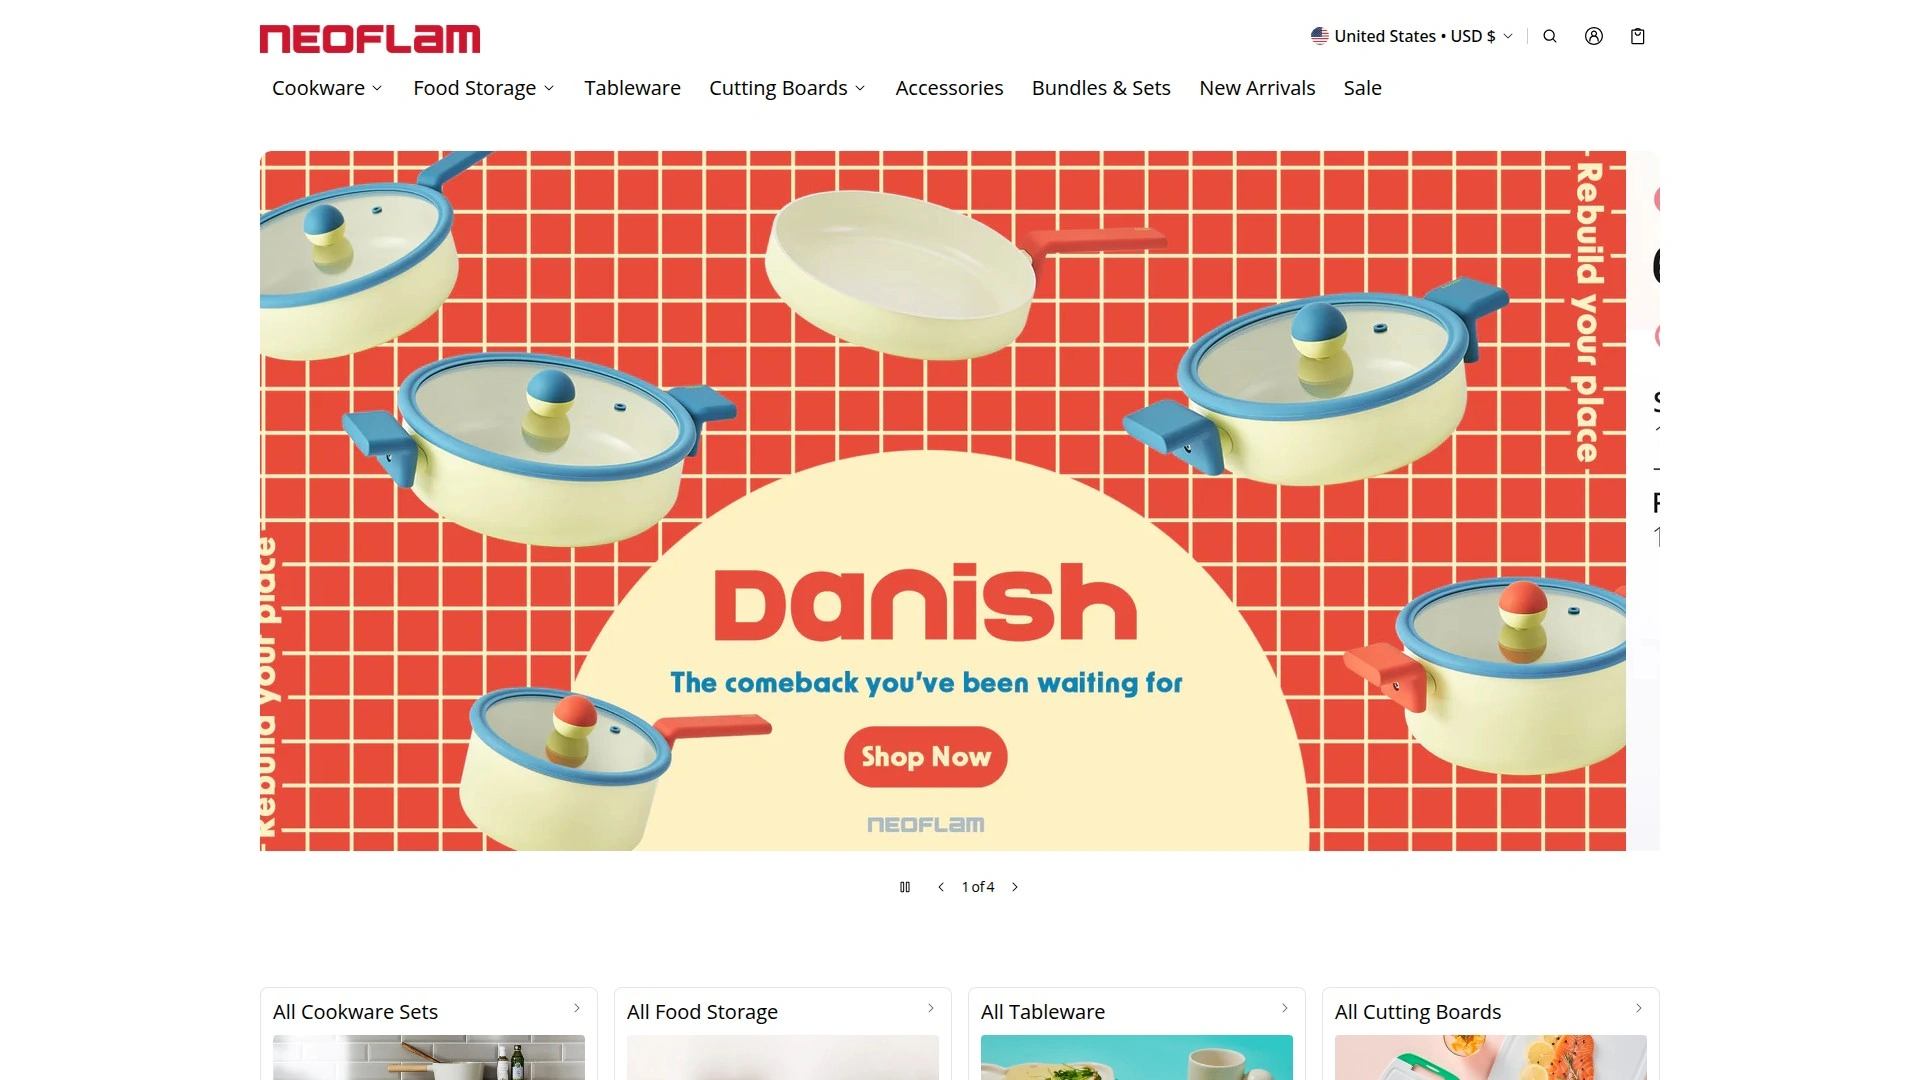 NEOFLAM
United States • USD $
Cookware
Food Storage
Tableware
Cutting Boards
Accessories
Bundles & Sets
New Arrivals
Sale
Rebuild your place
Rebuild your place
Danish
The comeback you've been waiting for
Shop Now
NEOFLAM
1 of 4
All Cookware Sets
All Food Storage
All Tableware
All Cutting Boards